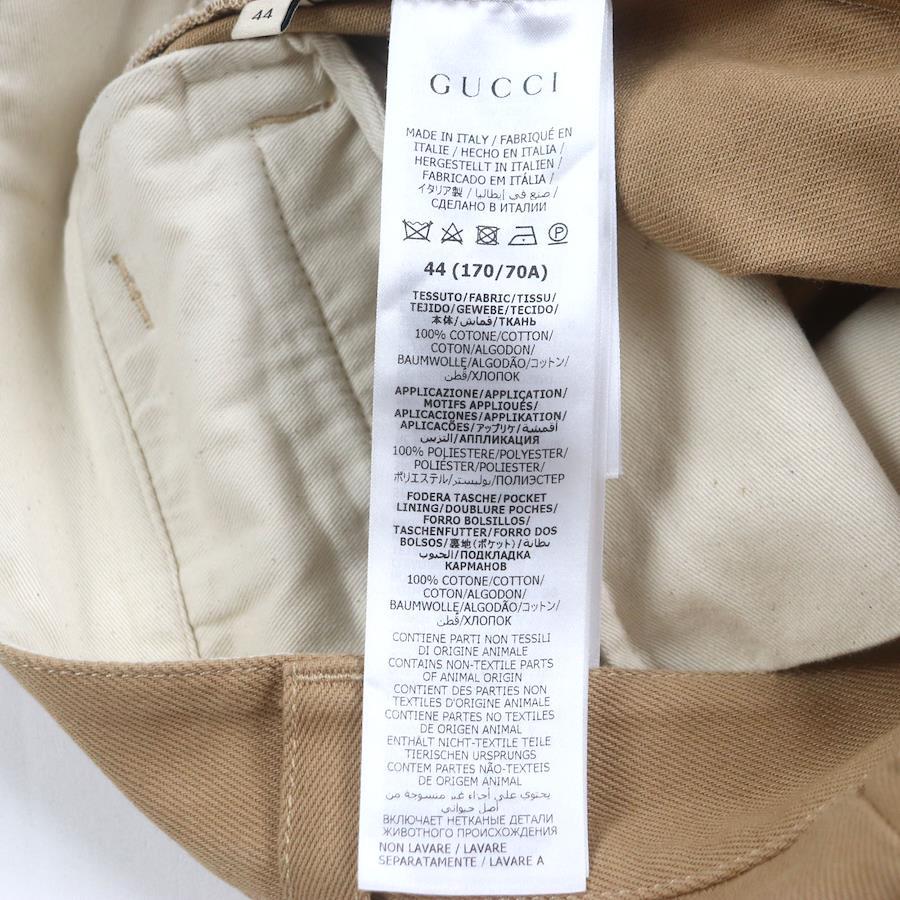 44
GUCCI
MADE IN ITALY / FABRIQUÉ EN
ITALIE / HECHO EN ITALIA /
HERGESTELLT IN ITALIEN /
FABRICADO EM ITÁLIA /
イタリア製 / صنع في إيطاليا /
СДЕЛАНО В ИТАЛИИ
P
44 (170/70A)
TESSUTO/FABRIC/TISSU/
TEJIDO/GEWEBE/TECIDO/
本体/قماش/ТКАНЬ
100% COTONE/COTTON/
COTON/ALGODON/
BAUMWOLLE/ALGODÃO/コットン/
قطن/ХЛОПОК
APPLICAZIONE/APPLICATION/
MOTIFS APPLIQUÉS/
APLICACIONES/APPLIKATION/
APLICAÇÕES/アップリケ/أقمشة
التزيين/АППЛИКАЦИЯ
100% POLIESTERE/POLYESTER/
POLIÉSTER/POLIESTER/
ポリエステル/بوليستر/ПОЛИЭСТЕР
FODERA TASCHE/POCKET
LINING/DOUBLURE POCHES/
FORRO BOLSILLOS/
TASCHENFUTTER/FORRO DOS
BOLSOS/裏地(ポケット)/بطانة
الجيوب/ПОДКЛАДКА
КАРМАНОВ
100% COTONE/COTTON/
COTON/ALGODON/
BAUMWOLLE/ALGODÃO/コットン/
قطن/ХЛОПОК
CONTIENE PARTI NON TESSILI
DI ORIGINE ANIMALE
CONTAINS NON-TEXTILE PARTS
OF ANIMAL ORIGIN
CONTIENT DES PARTIES NON
TEXTILES D'ORIGINE ANIMALE
CONTIENE PARTES NO TEXTILES
DE ORIGEN ANIMAL
ENTHÄLT NICHT-TEXTILE TEILE
TIERISCHEN URSPRUNGS
CONTEM PARTES NÃO-TEXTEIS
DE ORIGEM ANIMAL
يحتوي على أجزاء غير منسوجة من
أصل حيواني
ВКЛЮЧАЕТ НЕТКАНЫЕ ДЕТАЛИ
ЖИВОТНОГО ПРОИСХОЖДЕНИЯ
NON LAVARE / LAVARE
SEPARATAMENTE / LAVARE A